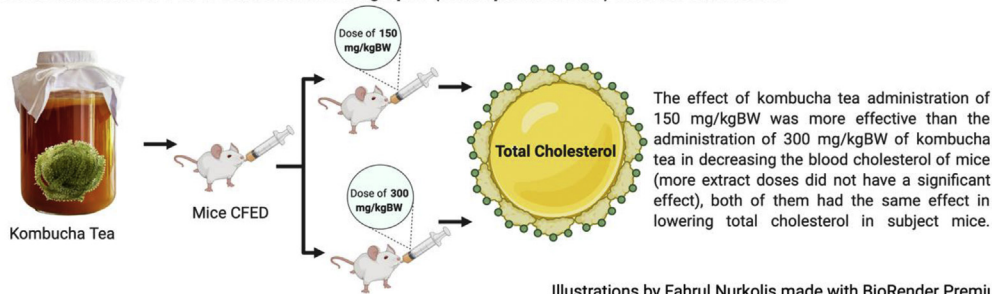 Dose of 150
mg/kgBW
Kombucha Tea
Mice CFED
Dose of 300
mg/kgBW
Total Cholesterol
The effect of kombucha tea administration of
150 mg/kgBW was more effective than the
administration of 300 mg/kgBW of kombucha
tea in decreasing the blood cholesterol of mice
(more extract doses did not have a significant
effect), both of them had the same effect in
lowering total cholesterol in subject mice.
Illustrations by Fahrul Nurkolis made with BioRender